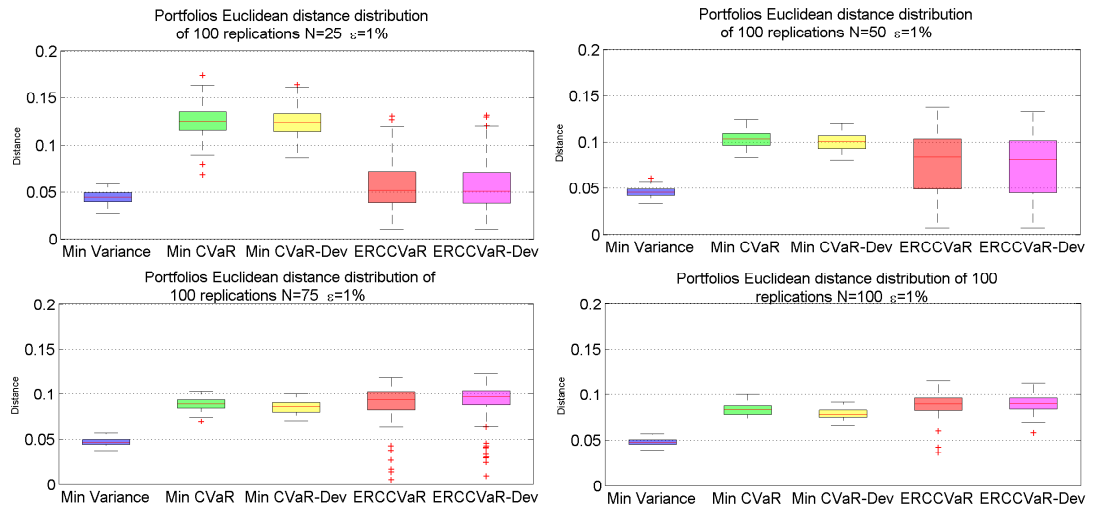 Portfolios Euclidean distance distribution
of 100 replications N=25 ε=1%
0.2
0.15
0.1
0.05
0
Distance
Min Variance Min CVaR Min CVaR-Dev ERCCVaR ERCCVaR-Dev
Portfolios Euclidean distance distribution
of 100 replications N=50 ε=1%
0.2
0.15
0.1
0.05
0
Distance
Min Variance Min CVaR Min CVaR-Dev ERCCVaR ERCCVaR-Dev
Portfolios Euclidean distance distribution of
100 replications N=75 ε=1%
0.2
0.15
0.1
0.05
0
Distance
Min Variance Min CVaR Min CVaR-Dev ERCCVaR ERCCVaR-Dev
Portfolios Euclidean distance distribution of 100
replications N=100 ε=1%
0.2
0.15
0.1
0.05
0
Distance
Min Variance Min CVaR Min CVaR-Dev ERCCVaR ERCCVaR-Dev